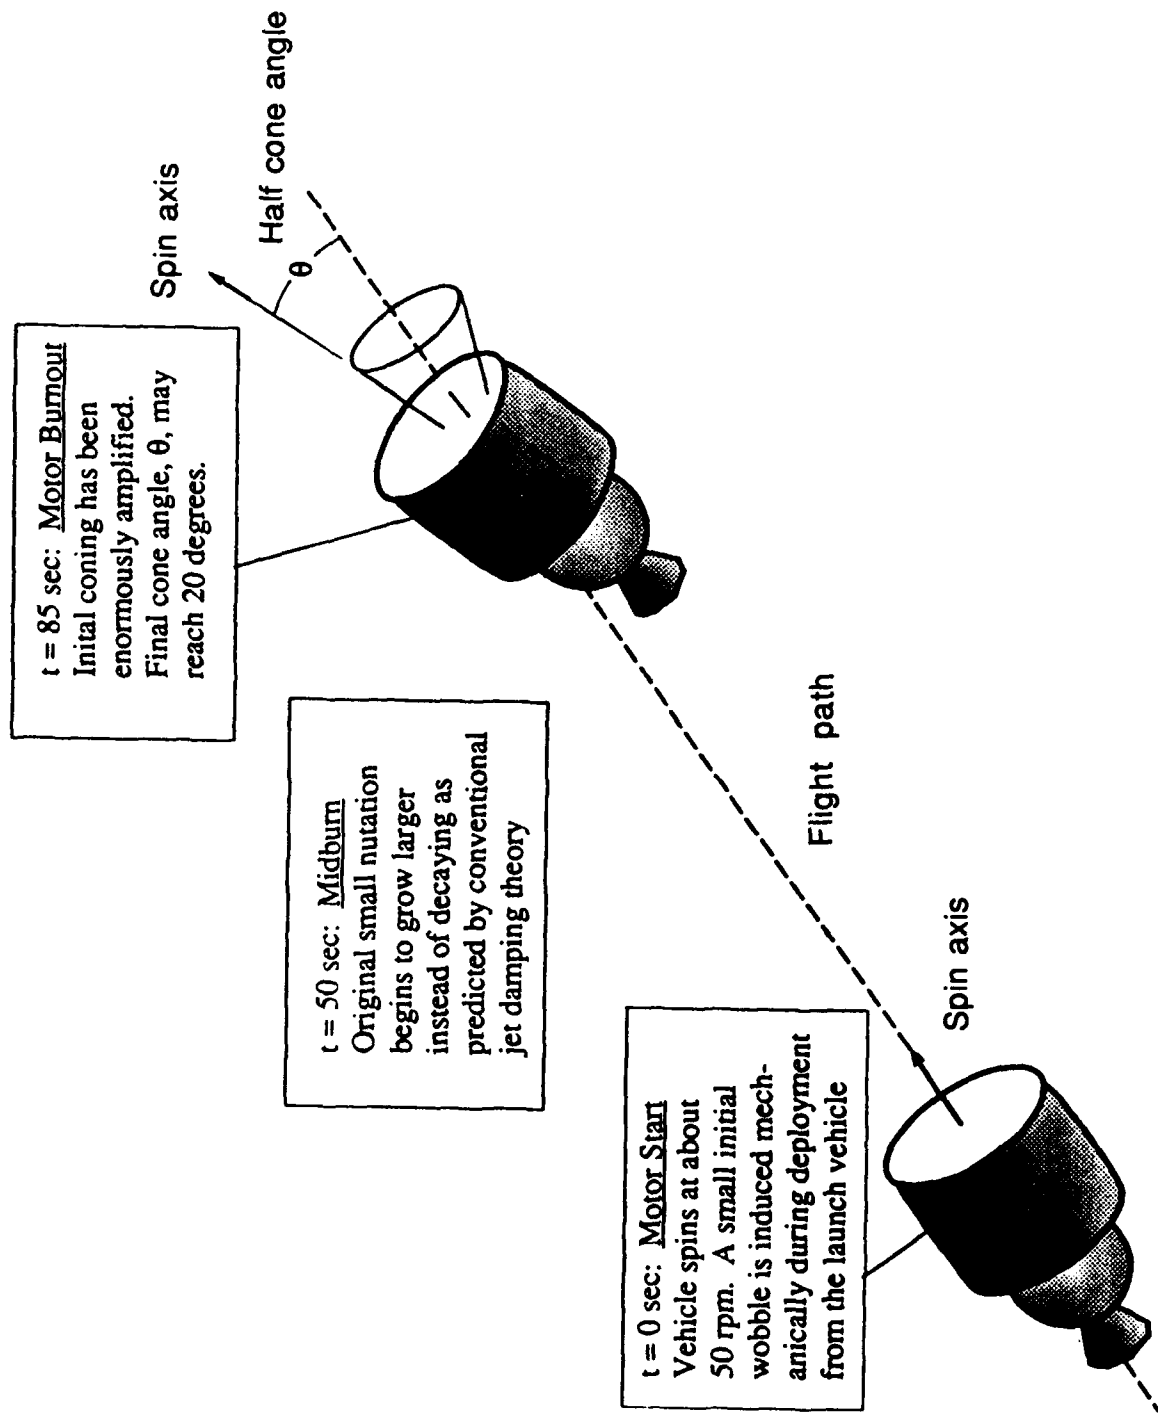 t = 0 sec: Motor Start
Vehicle spins at about
50 rpm. A small initial
wobble is induced mech-
anically during deployment
from the launch vehicle
Spin axis
Flight path
t = 50 sec: Midburn
Original small nutation
begins to grow larger
instead of decaying as
predicted by conventional
jet damping theory
t = 85 sec: Motor Burnout
Inital coning has been
enormously amplified.
Final cone angle, θ, may
reach 20 degrees.
Spin axis
θ
Half cone angle